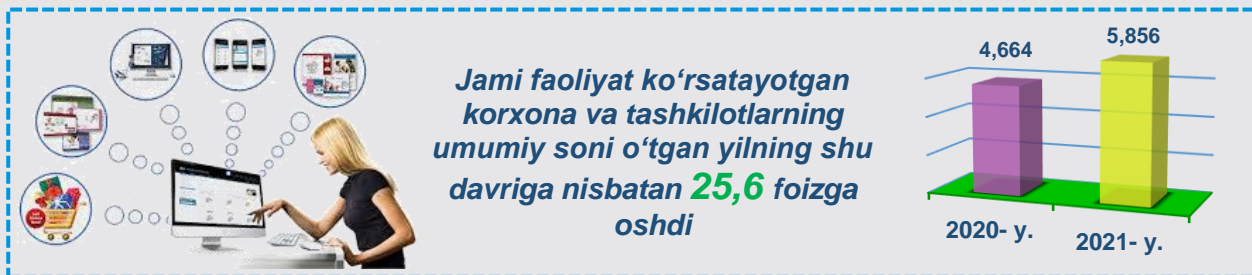 Jami faoliyat ko‘rsatayotgan
korxona va tashkilotlarning
umumiy soni o‘tgan yilning shu
davriga nisbatan 25,6 foizga
oshdi
4,664
5,856
2020- y.
2021- y.